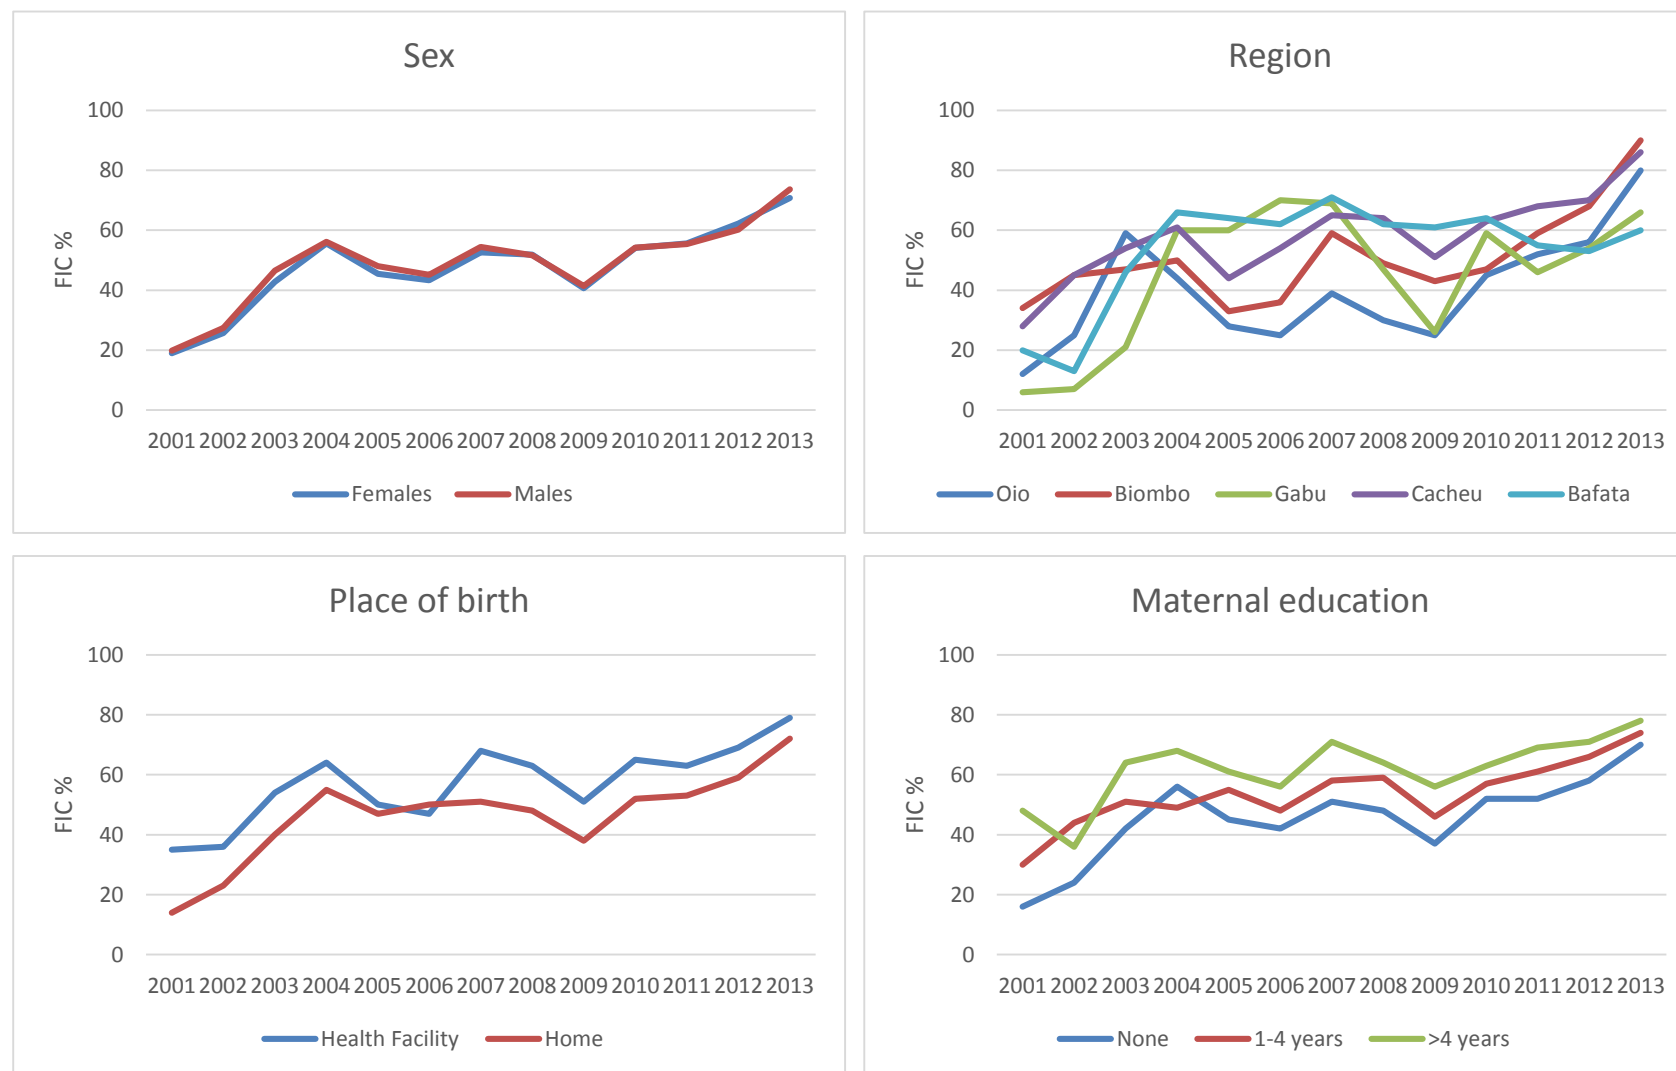 Sex
100
80
60
40
20
0
FIC %
2001 2002 2003 2004 2005 2006 2007 2008 2009 2010 2011 2012 2013
Females Males
Region
100
80
60
40
20
0
FIC %
2001 2002 2003 2004 2005 2006 2007 2008 2009 2010 2011 2012 2013
Oio Biombo Gabu Cacheu Bafata
Place of birth
100
80
60
40
20
0
FIC %
2001 2002 2003 2004 2005 2006 2007 2008 2009 2010 2011 2012 2013
Health Facility Home
Maternal education
100
80
60
40
20
0
FIC %
2001 2002 2003 2004 2005 2006 2007 2008 2009 2010 2011 2012 2013
None 1-4 years >4 years